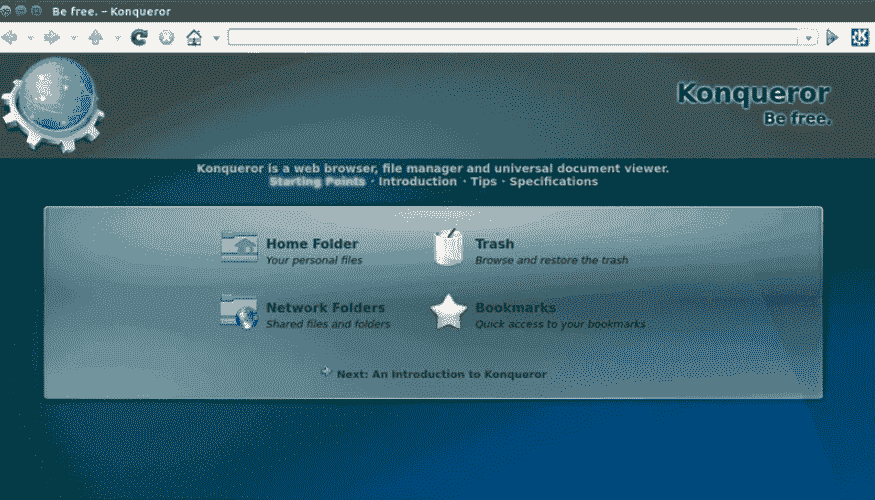 Be free. – Konqueror
Konqueror
Be free.
Konqueror is a web browser, file manager and universal document viewer.
Starting Points · Introduction · Tips · Specifications
Home Folder
Your personal files
Trash
Browse and restore the trash
Network Folders
Shared files and folders
Bookmarks
Quick access to your bookmarks
Next: An Introduction to Konqueror